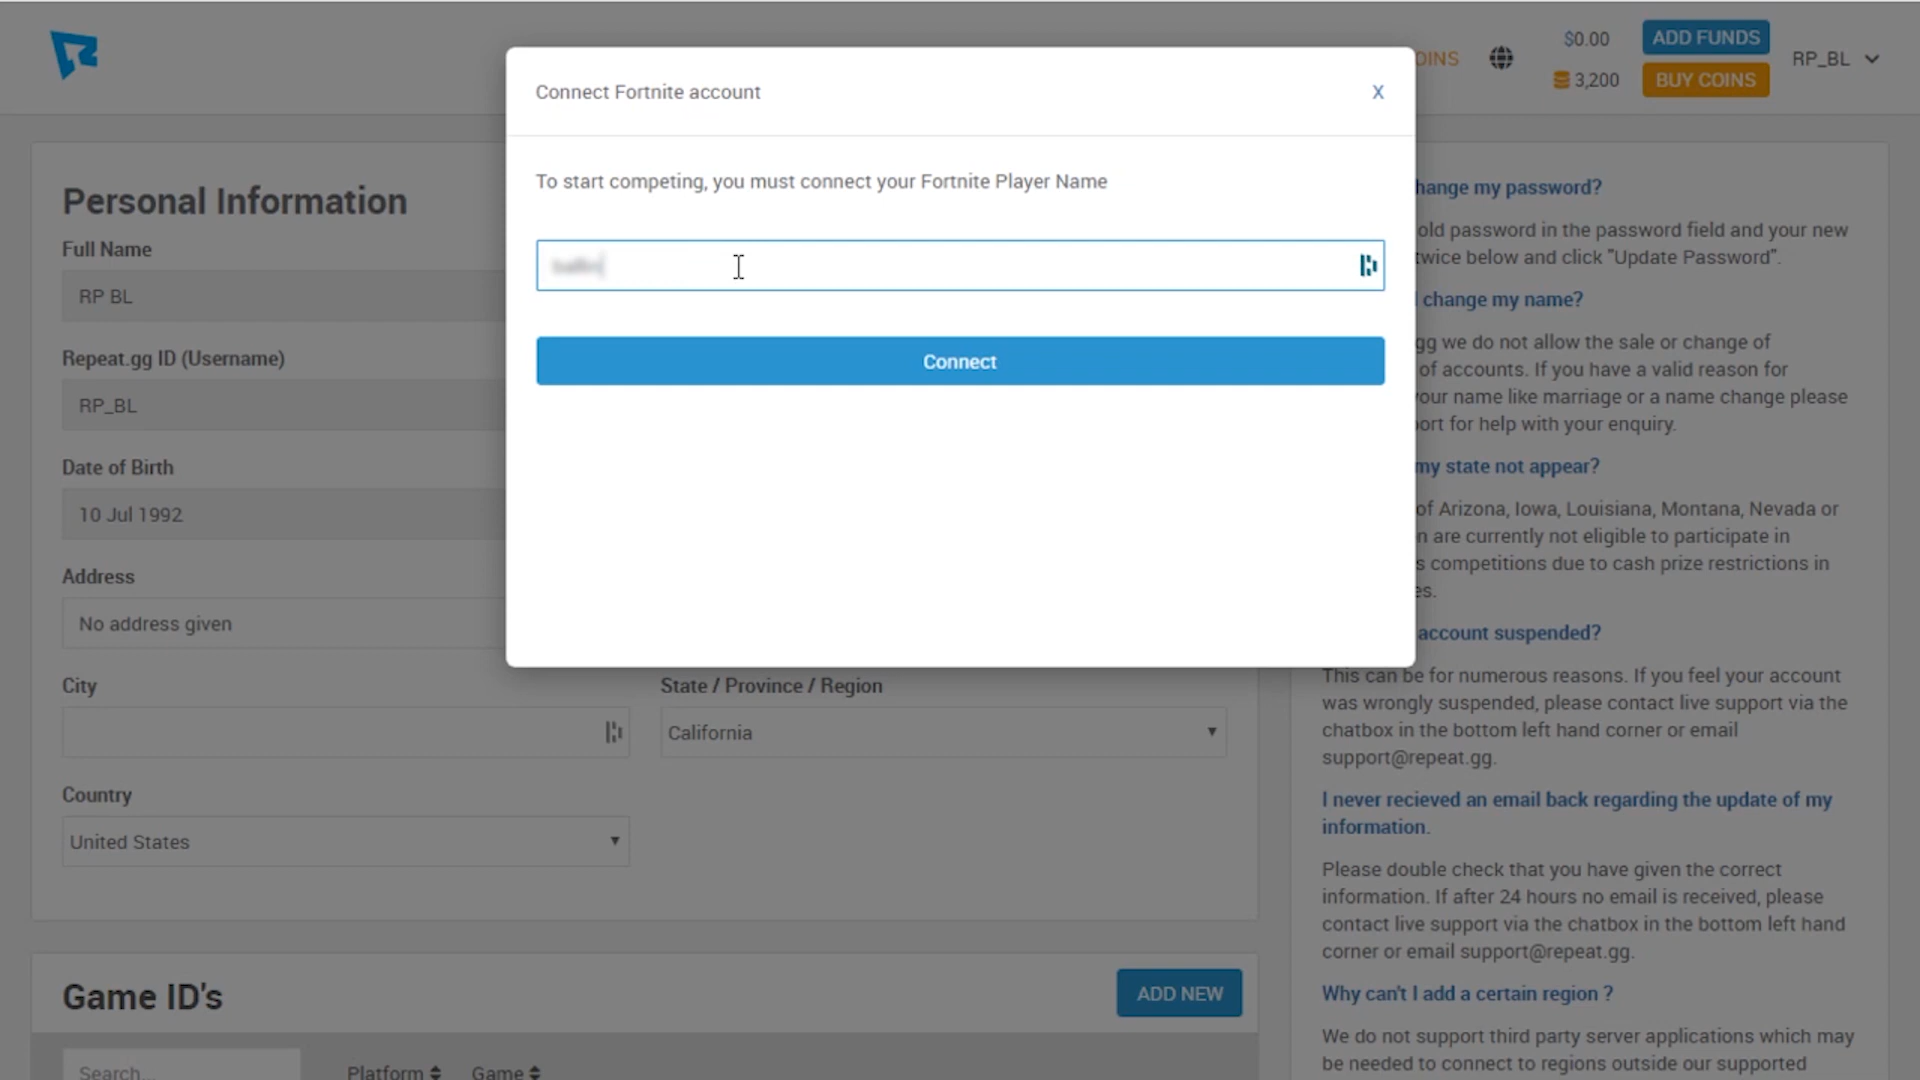 OINS
$0.00
ADD FUNDS
3,200
BUY COINS
RP_BL
Connect Fortnite account
X
To start competing, you must connect your Fortnite Player Name
Connect
Personal Information
Full Name
RP BL
Repeat.gg ID (Username)
RP_BL
Date of Birth
10 Jul 1992
Address
No address given
City
State / Province / Region
California
Country
United States
Game ID's
ADD NEW
Search...
Platform
Game
hange my password?
old password in the password field and your new
twice below and click "Update Password".
change my name?
gg we do not allow the sale or change of
of accounts. If you have a valid reason for
your name like marriage or a name change please
ort for help with your enquiry.
my state not appear?
of Arizona, Iowa, Louisiana, Montana, Nevada or
n are currently not eligible to participate in
s competitions due to cash prize restrictions in
es.
account suspended?
This can be for numerous reasons. If you feel your account
was wrongly suspended, please contact live support via the
chatbox in the bottom left hand corner or email
support@repeat.gg.
I never recieved an email back regarding the update of my
information.
Please double check that you have given the correct
information. If after 24 hours no email is received, please
contact live support via the chatbox in the bottom left hand
corner or email support@repeat.gg.
Why can't I add a certain region ?
We do not support third party server applications which may
be needed to connect to regions outside our supported